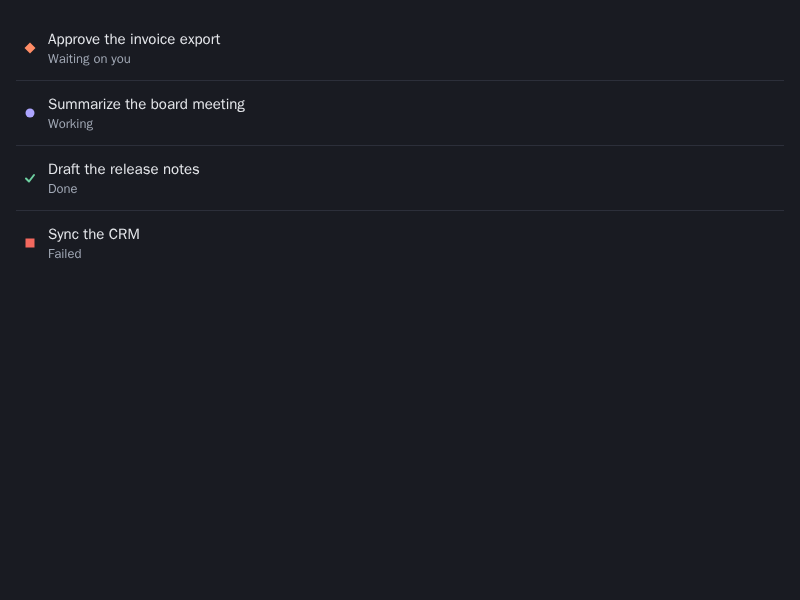 Approve the invoice export
Waiting on you
Summarize the board meeting
Working
Draft the release notes
Done
Sync the CRM
Failed